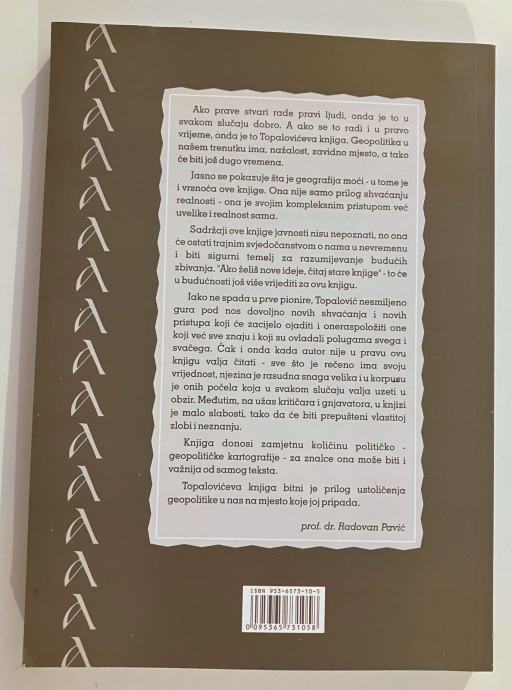 Ako prave stvari rade pravi ljudi, onda je to u
svakom slučaju dobro. A ako se to radi i u pravo
vrijeme, onda je to Topalovićeva knjiga. Geopolitika u
našem trenutku ima, nažalost, zavidno mjesto, a tako
će biti još dugo vremena.
Jasno se pokazuje šta je geografija moći - u tome je
i vrsnoća ove knjige. Ona nije samo prilog shvaćanju
realnosti - ona je svojim kompleksnim pristupom već
uvelike i realnost sama.
Sadržaji ove knjige javnosti nisu nepoznati, no ona
će ostati trajnim svjedočanstvom o nama u nevremenu
i biti sigurni temelj za razumijevanje budućih
zbivanja. "Ako želiš nove ideje, čitaj stare knjige" - to će
u budućnosti još više vrijediti za ovu knjigu.
Iako ne spada u prve pionire, Topalović nesmiljeno
gura pod nos dovoljno novih shvaćanja i novih
pristupa koji će zacijelo ojaditi i oneraspoložiti one
koji već sve znaju i koji su ovladali polugama svega i
svačega. Čak i onda kada autor nije u pravu ovu
knjigu valja čitati - sve što je rečeno ima svoju
vrijednost, njezina je rasudna snaga velika i u korpusu
je onih počela koja u svakom slučaju valja uzeti u
obzir. Međutim, na užas kritičara i gnjavatora, u knjizi
je malo slabosti, tako da će biti prepušteni vlastitoj
zlobi i neznanju.
Knjiga donosi zamjetnu količinu političko -
geopolitičke kartografije - za znalce ona može biti i
važnija od samog teksta.
Topalovićeva knjiga bitni je prilog ustoličenja
geopolitike u nas na mjesto koje joj pripada.
prof. dr. Radovan Pavić
ISBN 953-6573-10-5
0 095365 731058